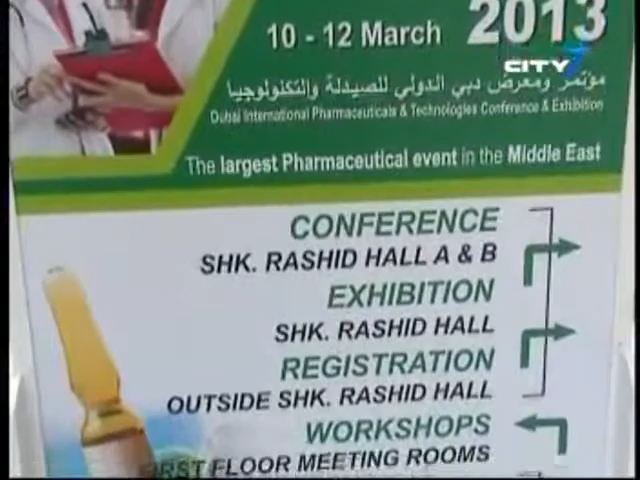 2013
10 - 12 March
CITY7
مؤتمر ومعرض دبي الدولي للصيدلة والتكنولوجيا
Dubai International Pharmaceuticals & Technologies Conference & Exhibition
The largest Pharmaceutical event in the Middle East
CONFERENCE
SHK. RASHID HALL A & B
EXHIBITION
SHK. RASHID HALL
REGISTRATION
OUTSIDE SHK. RASHID HALL
WORKSHOPS
FIRST FLOOR MEETING ROOMS